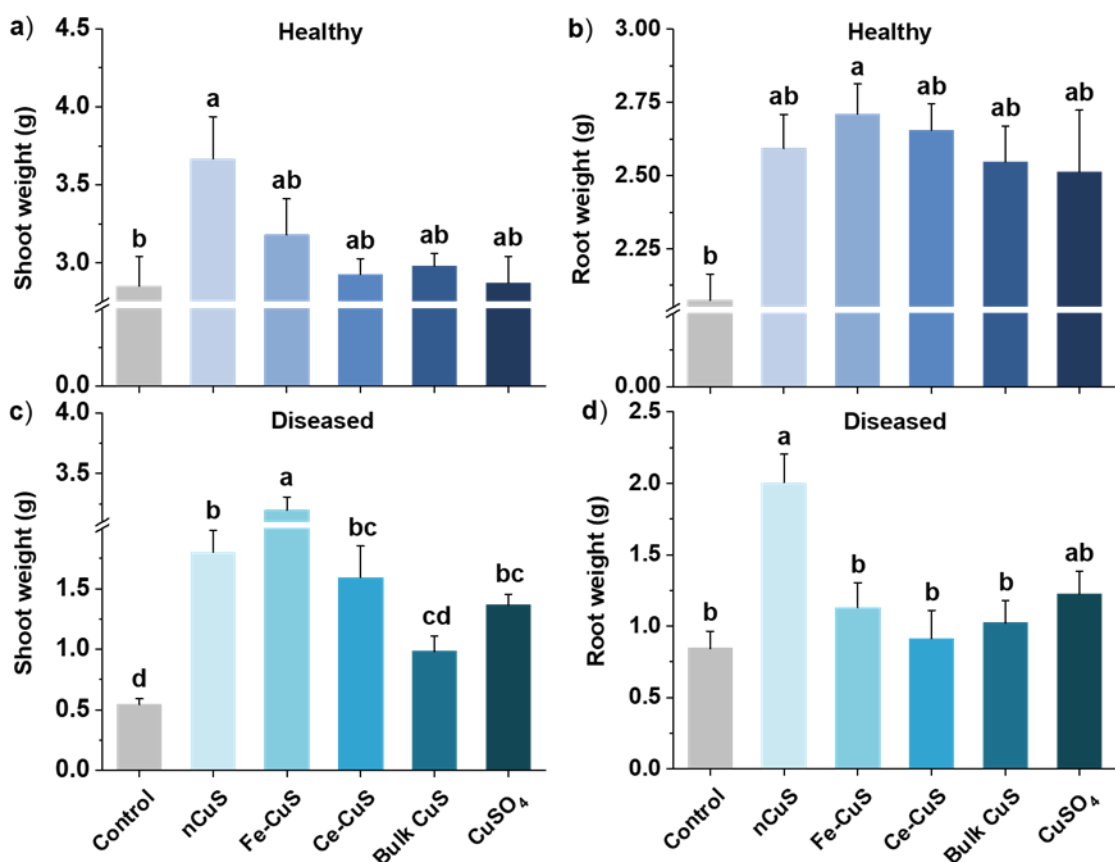 a) Healthy
Shoot weight (g)
4.5
4.0
3.5
3.0
0.0
b a ab ab ab ab
b) Healthy
Root weight (g)
3.00
2.75
2.50
2.25
0.00
b ab a ab ab ab
c) Diseased
Shoot weight (g)
4.0
3.5
1.5
1.0
0.5
0.0
d b a bc cd bc
Control nCuS Fe-CuS Ce-CuS Bulk CuS CuSO₄
d) Diseased
Root weight (g)
2.5
2.0
1.5
1.0
0.5
0.0
b a b b b ab
Control nCuS Fe-CuS Ce-CuS Bulk CuS CuSO₄